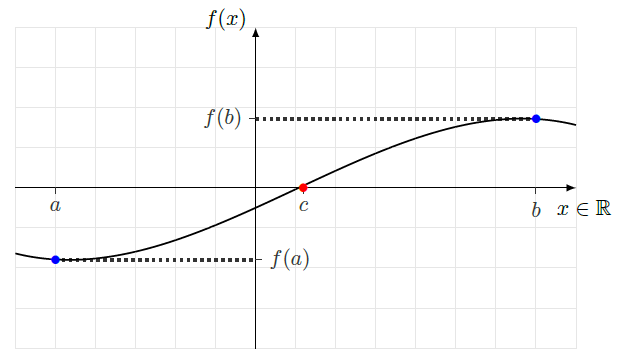 f(x)
f(b)
a
c
b
x ∈ ℝ
f(a)